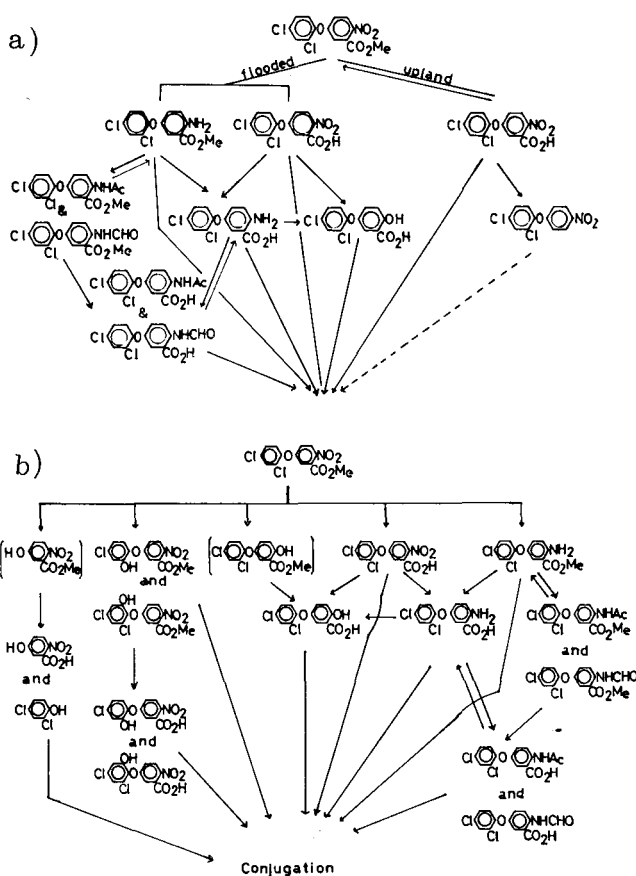 a)
Cl O NO2
Cl CO2Me
flooded upland
Cl O NH2 Cl O NO2 Cl O NO2
Cl CO2Me Cl CO2H Cl CO2H
Cl O NHAc
Cl CO2Me
&
Cl O NHCHO
Cl CO2Me
Cl O NH2 Cl O OH Cl O NO2
Cl CO2H Cl CO2H Cl
Cl O NHAc
Cl CO2H
&
Cl O NHCHO
Cl CO2H
b)
Cl O NO2
Cl CO2Me
HO NO2 Cl O NO2 Cl O OH Cl O NO2 Cl O NH2
CO2Me OH CO2Me Cl CO2Me Cl CO2H Cl CO2Me
and
OH
Cl O NO2
Cl CO2Me
Cl O OH Cl O NH2 Cl O NHAc
Cl CO2H Cl CO2H Cl CO2Me
HO NO2
CO2H
and
and
Cl OH
Cl
Cl O NHCHO
Cl CO2Me
Cl O NO2
OH CO2H
and
OH
Cl O NO2
Cl CO2H
Cl O NHAc
Cl CO2H
and
Cl O NHCHO
Cl CO2H
Conjugation